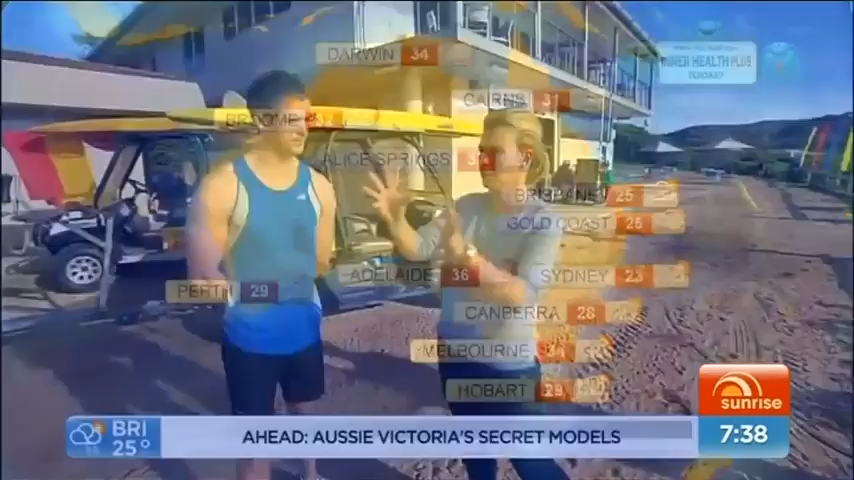 DARWIN 34
INNER HEALTH PLUS
CAIRNS 31
BROOME
ALICE SPRINGS
BRISBANE 25
GOLD COAST 26
ADELAIDE 36
SYDNEY 23
PERTH 29
CANBERRA 28
MELBOURNE
HOBART 29
sunrise
BRI
25°
AHEAD: AUSSIE VICTORIA'S SECRET MODELS
7:38